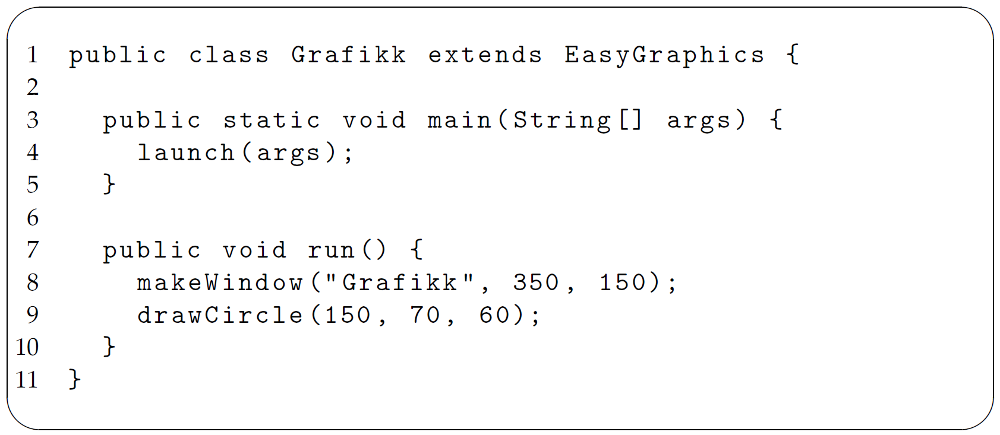 1 public class Grafikk extends EasyGraphics {
2
3 public static void main(String[] args) {
4 launch(args);
5 }
6
7 public void run() {
8 makeWindow("Grafikk", 350, 150);
9 drawCircle(150, 70, 60);
10 }
11 }